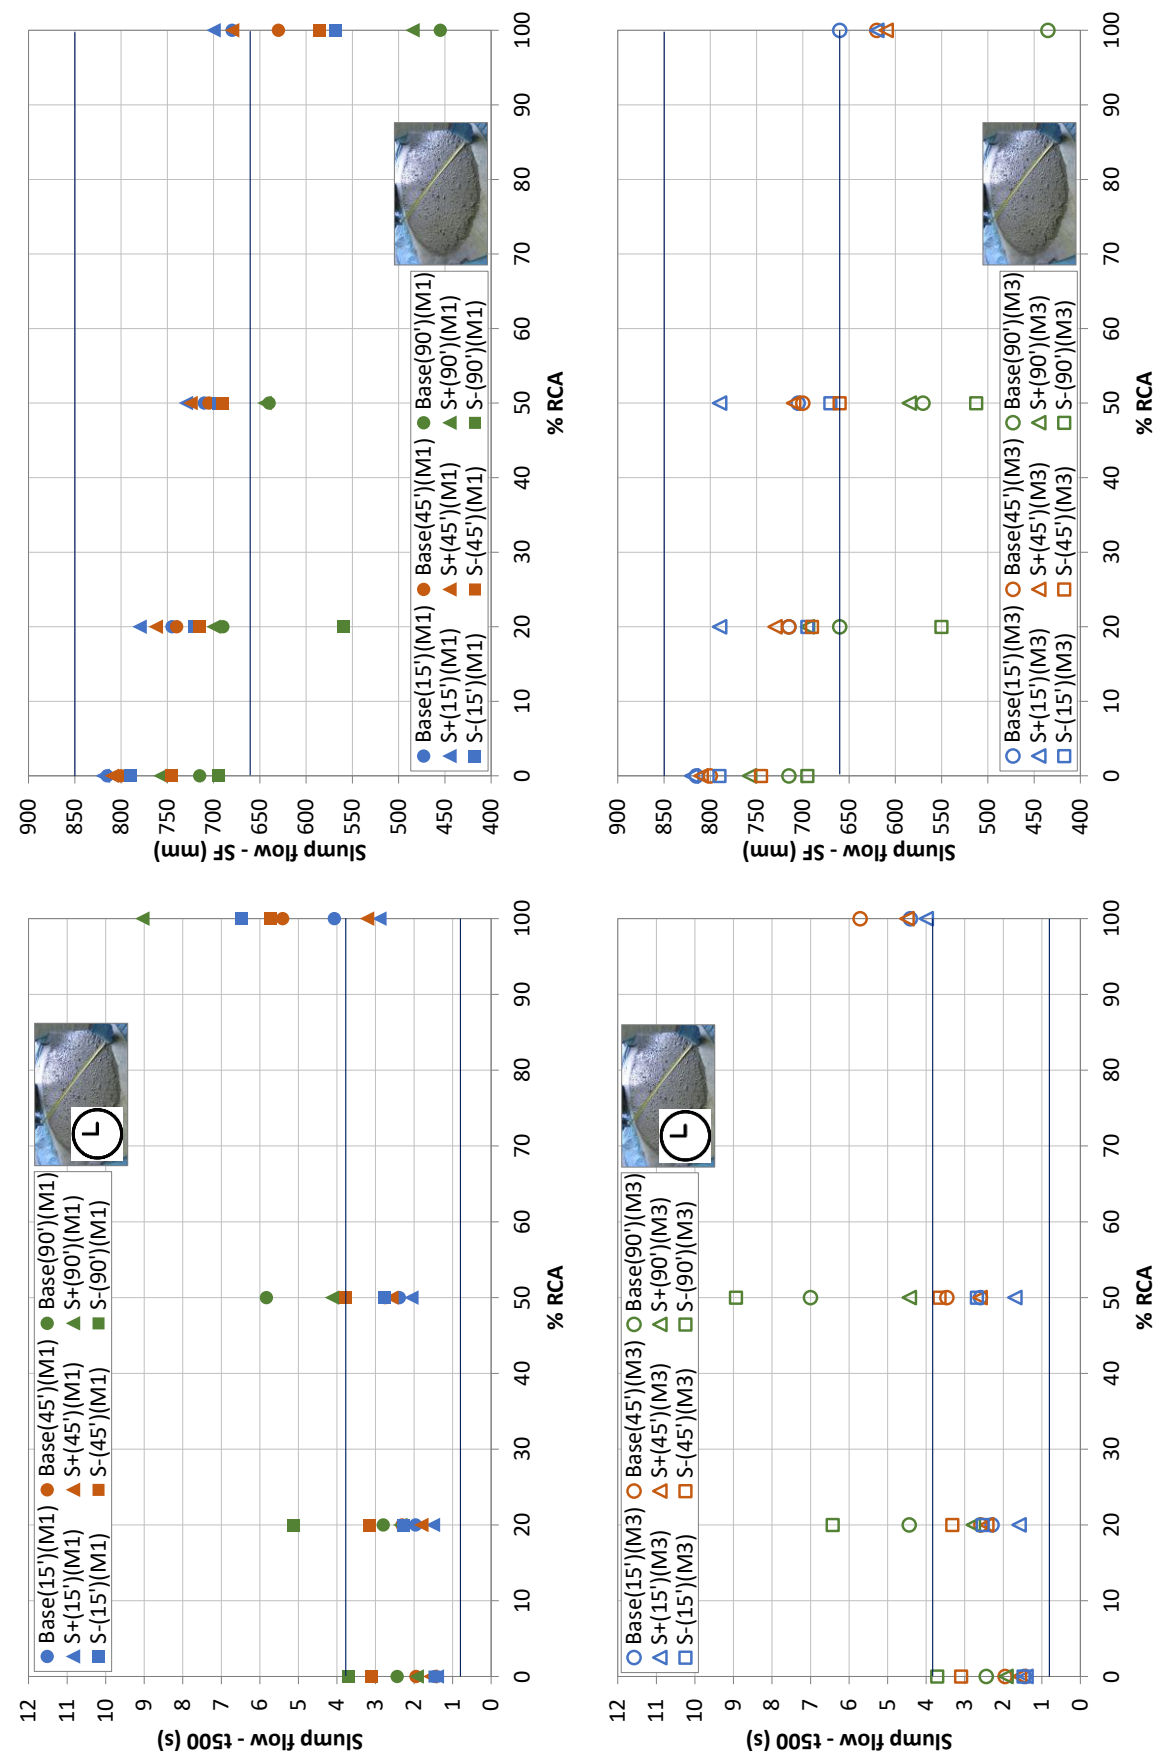 12
11
10
9
8
7
6
5
4
3
2
1
0
Slump flow - t500 (s)
Base(15')(M1) Base(45')(M1) Base(90')(M1)
S+(15')(M1) S+(45')(M1) S+(90')(M1)
S-(15')(M1) S-(45')(M1) S-(90')(M1)
0 10 20 30 40 50 60 70 80 90 100
% RCA
900
850
800
750
700
650
600
550
500
450
400
Slump flow - SF (mm)
Base(15')(M1) Base(45')(M1) Base(90')(M1)
S+(15')(M1) S+(45')(M1) S+(90')(M1)
S-(15')(M1) S-(45')(M1) S-(90')(M1)
0 10 20 30 40 50 60 70 80 90 100
% RCA
12
11
10
9
8
7
6
5
4
3
2
1
0
Slump flow - t500 (s)
Base(15')(M3) Base(45')(M3) Base(90')(M3)
S+(15')(M3) S+(45')(M3) S+(90')(M3)
S-(15')(M3) S-(45')(M3) S-(90')(M3)
0 10 20 30 40 50 60 70 80 90 100
% RCA
900
850
800
750
700
650
600
550
500
450
400
Slump flow - SF (mm)
Base(15')(M3) Base(45')(M3) Base(90')(M3)
S+(15')(M3) S+(45')(M3) S+(90')(M3)
S-(15')(M3) S-(45')(M3) S-(90')(M3)
0 10 20 30 40 50 60 70 80 90 100
% RCA